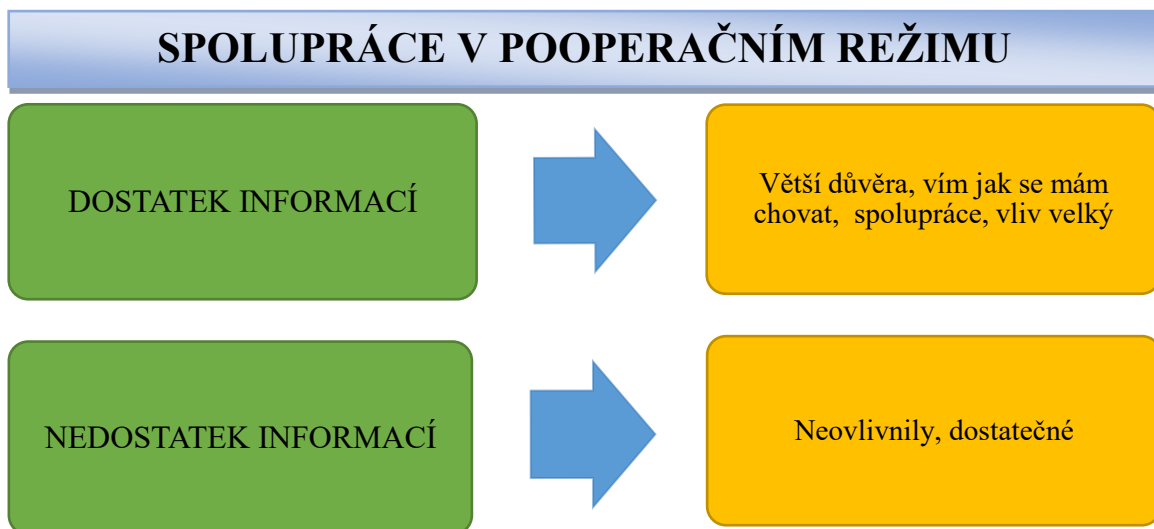 SPOLUPRÁCE V POOPERAČNÍM REŽIMU
DOSTATEK INFORMACÍ
Větší důvěra, vím jak se mám
chovat, spolupráce, vliv velký
NEDOSTATEK INFORMACÍ
Neovlivnily, dostatečné